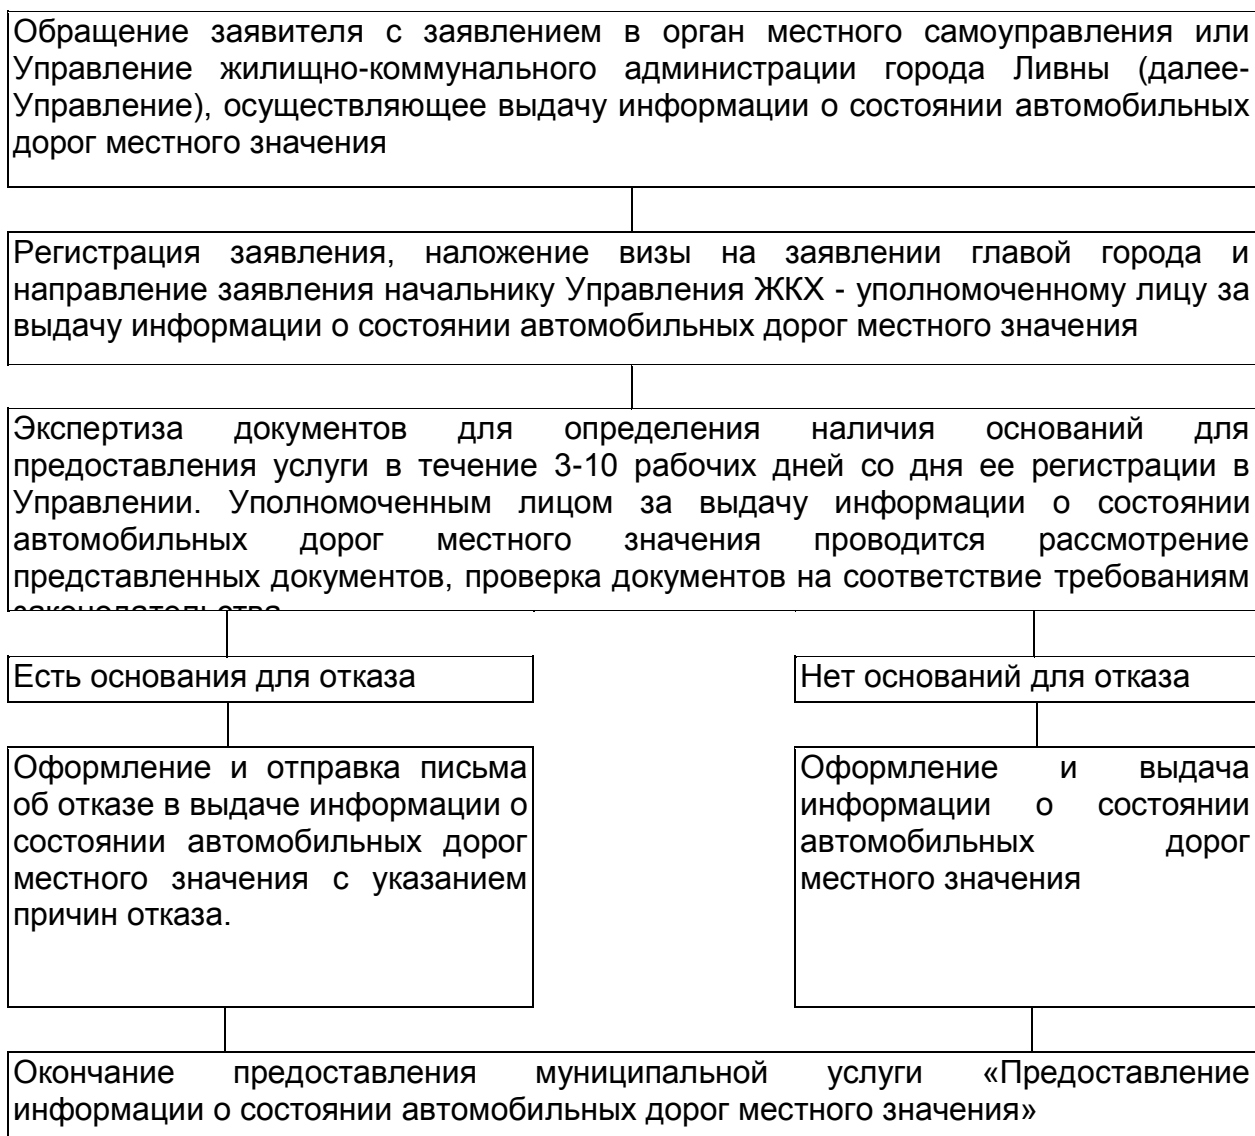 Обращение заявителя с заявлением в орган местного самоуправления или
Управление жилищно-коммунального администрации города Ливны (далее-
Управление), осуществляющее выдачу информации о состоянии автомобильных
дорог местного значения
Регистрация заявления, наложение визы на заявлении главой города и
направление заявления начальнику Управления ЖКХ - уполномоченному лицу за
выдачу информации о состоянии автомобильных дорог местного значения
Экспертиза документов для определения наличия оснований для
предоставления услуги в течение 3-10 рабочих дней со дня ее регистрации в
Управлении. Уполномоченным лицом за выдачу информации о состоянии
автомобильных дорог местного значения проводится рассмотрение
представленных документов, проверка документов на соответствие требованиям
законодательства
Есть основания для отказа
Нет оснований для отказа
Оформление и отправка письма
об отказе в выдаче информации о
состоянии автомобильных дорог
местного значения с указанием
причин отказа.
Оформление и выдача
информации о состоянии
автомобильных дорог
местного значения
Окончание предоставления муниципальной услуги «Предоставление
информации о состоянии автомобильных дорог местного значения»